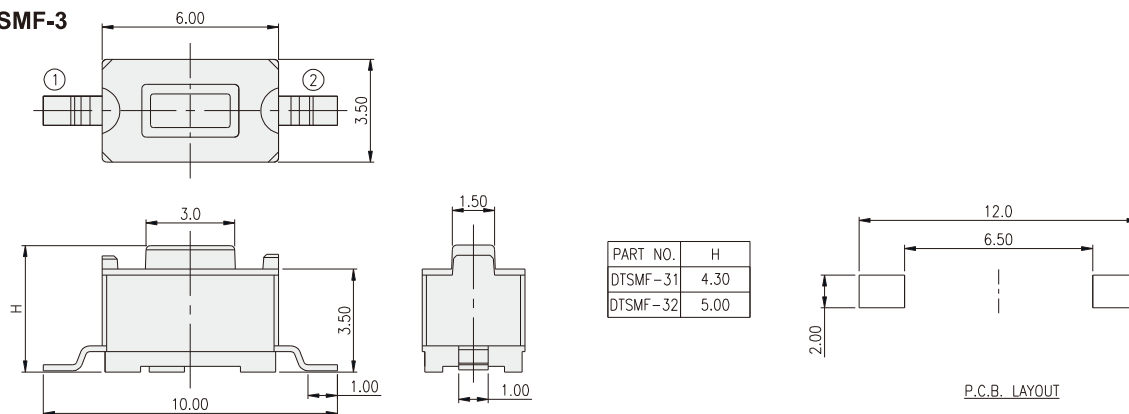 SMF-3
6.00
1
2
3.50
3.0
1.50
12.0
6.50
PART NO. H
DTSMF-31 4.30
DTSMF-32 5.00
H
3.50
2.00
1.00
1.00
10.00
P.C.B. LAYOUT